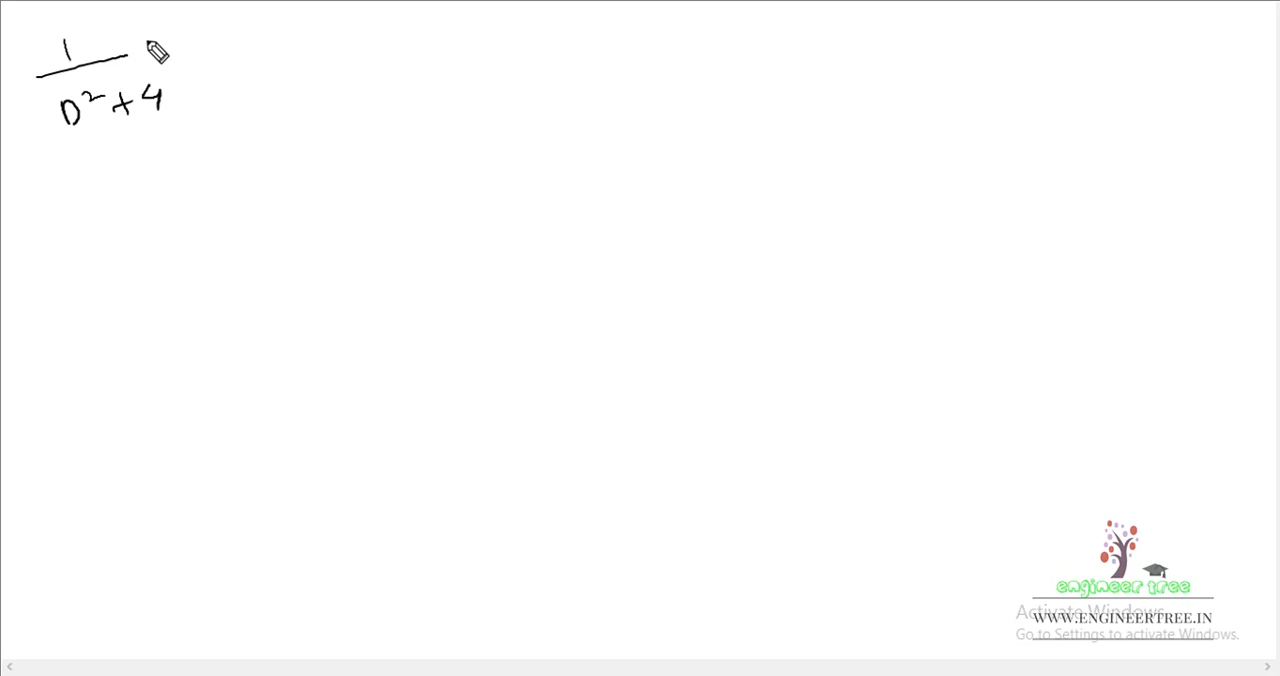 1
D² + 4
engineer tree
Activate Windows
WWW.ENGINEERTREE.IN
Go to Settings to activate Windows.